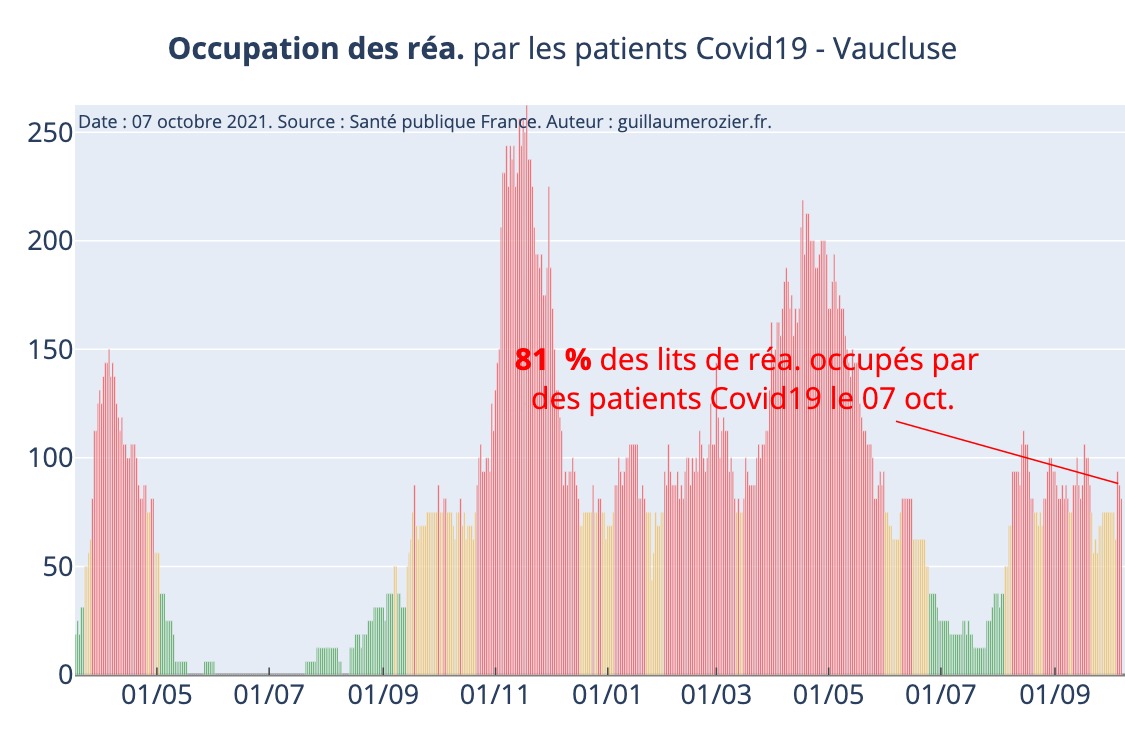 Occupation des réa. par les patients Covid19 - Vaucluse
Date : 07 octobre 2021. Source : Santé publique France. Auteur : guillaumerozier.fr.
250
200
150
100
50
0
81 % des lits de réa. occupés par
des patients Covid19 le 07 oct.
01/05 01/07 01/09 01/11 01/01 01/03 01/05 01/07 01/09